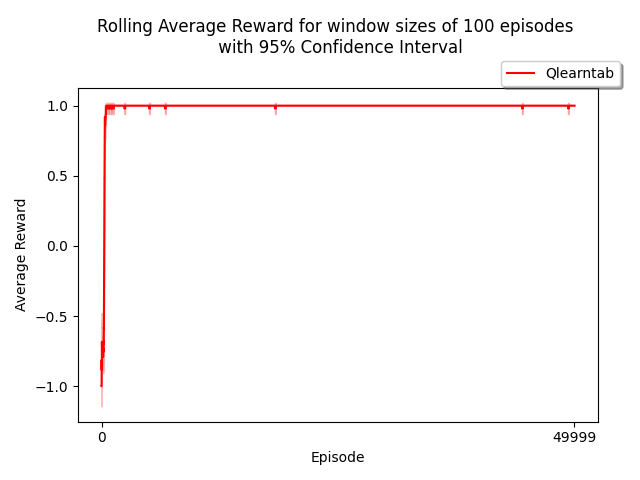 Rolling Average Reward for window sizes of 100 episodes
with 95% Confidence Interval
Qlearntab
1.0
0.5
0.0
−0.5
−1.0
Average Reward
0
49999
Episode